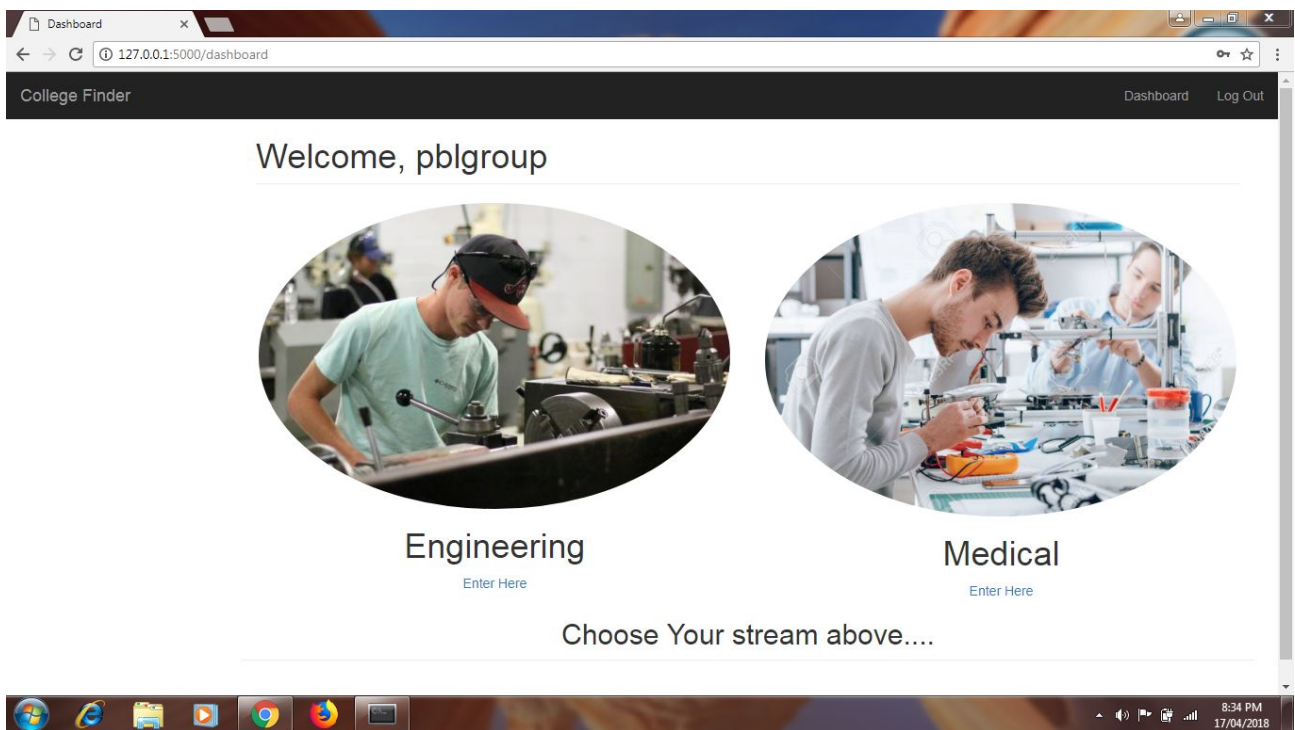 Dashboard
127.0.0.1:5000/dashboard
College Finder
Dashboard
Log Out
Welcome, pblgroup
Engineering
Enter Here
Medical
Enter Here
Choose Your stream above....
8:34 PM
17/04/2018